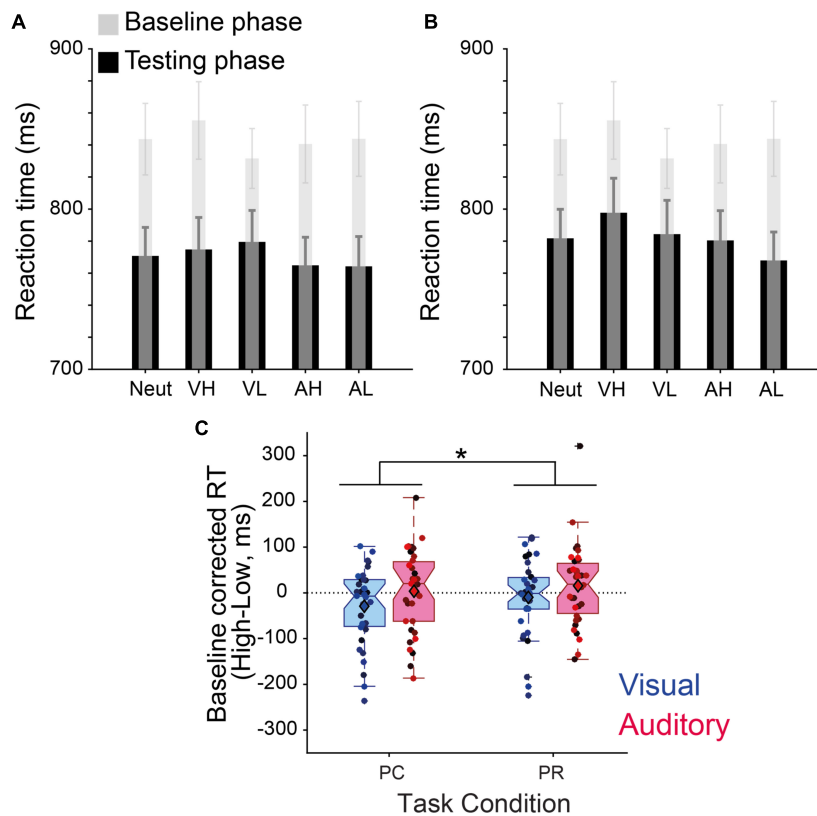 A
Baseline phase
Testing phase
B
900
800
700
Reaction time (ms)
Neut VH VL AH AL
900
800
700
Reaction time (ms)
Neut VH VL AH AL
C
300
200
100
0
-100
-200
-300
Baseline corrected RT
(High-Low, ms)
*
Visual
Auditory
PC PR
Task Condition